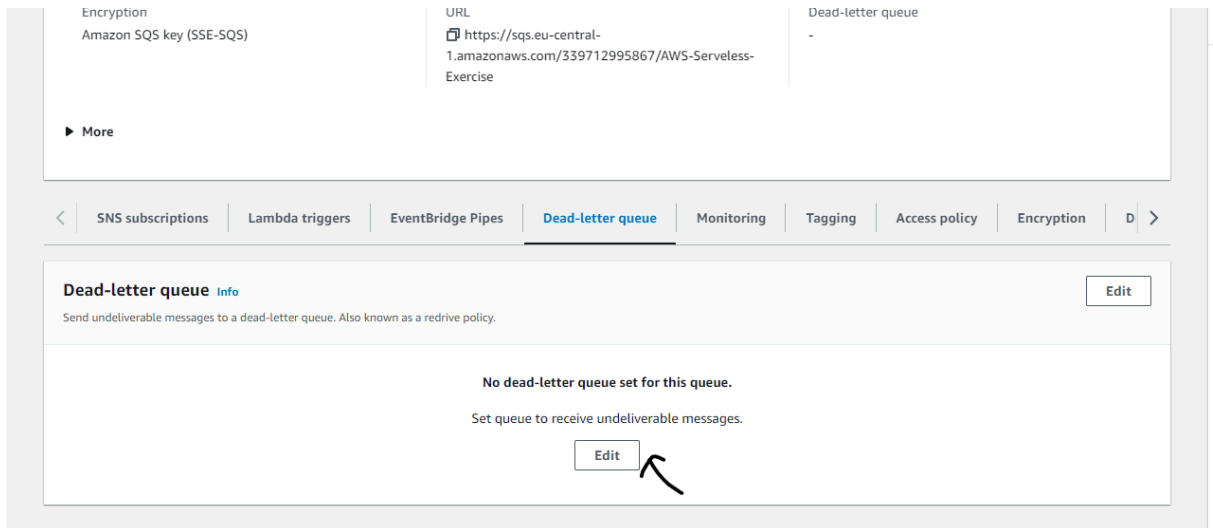 Encryption
Amazon SQS key (SSE-SQS)
URL
https://sqs.eu-central-
1.amazonaws.com/339712995867/AWS-Serveless-
Exercise
Dead-letter queue
-
More
SNS subscriptions
Lambda triggers
EventBridge Pipes
Dead-letter queue
Monitoring
Tagging
Access policy
Encryption
D
Dead-letter queue Info
Edit
Send undeliverable messages to a dead-letter queue. Also known as a redrive policy.
No dead-letter queue set for this queue.
Set queue to receive undeliverable messages.
Edit